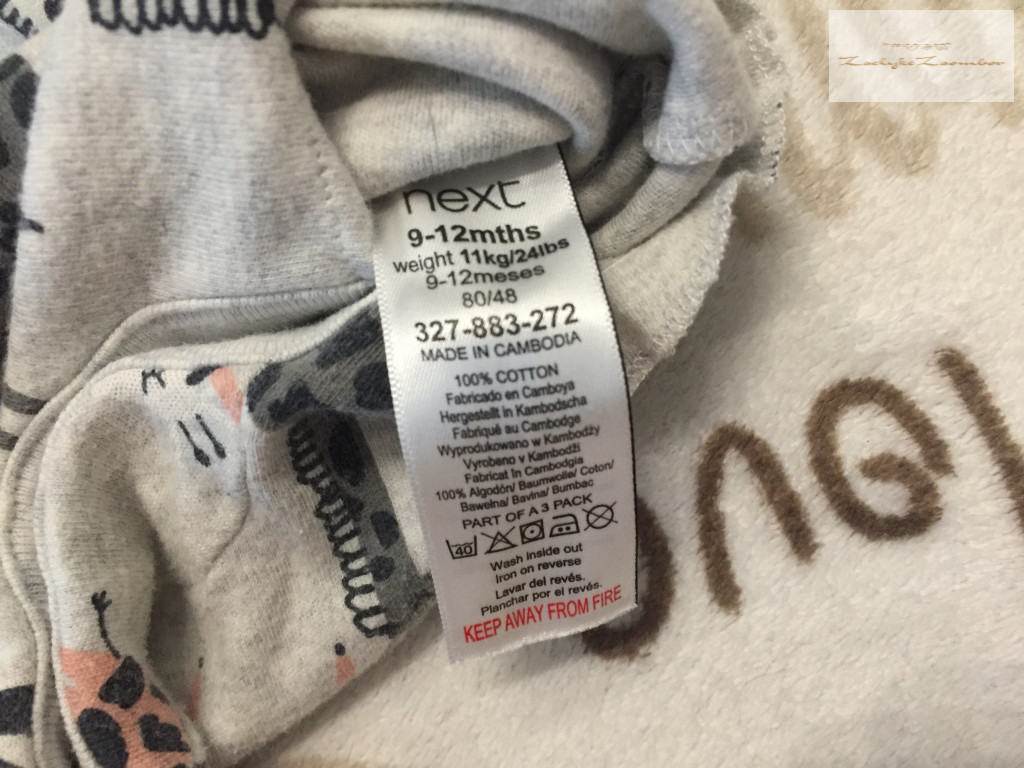 next
9-12mths
weight 11kg/24lbs
9-12meses
80/48
327-883-272
MADE IN CAMBODIA
100% COTTON
Fabricado en Camboya
Hergestellt in Kambodscha
Fabriqué au Cambodge
Wyprodukowano w Kambodży
Vyrobeno v Kambodži
Fabricat în Cambodgia
100% Algodón/ Baumwolle/ Coton/
Bawełna/ Bavlna/ Bumbac
PART OF A 3 PACK
40
Wash inside out
Iron on reverse
Lavar del revés.
Planchar por el revés.
KEEP AWAY FROM FIRE